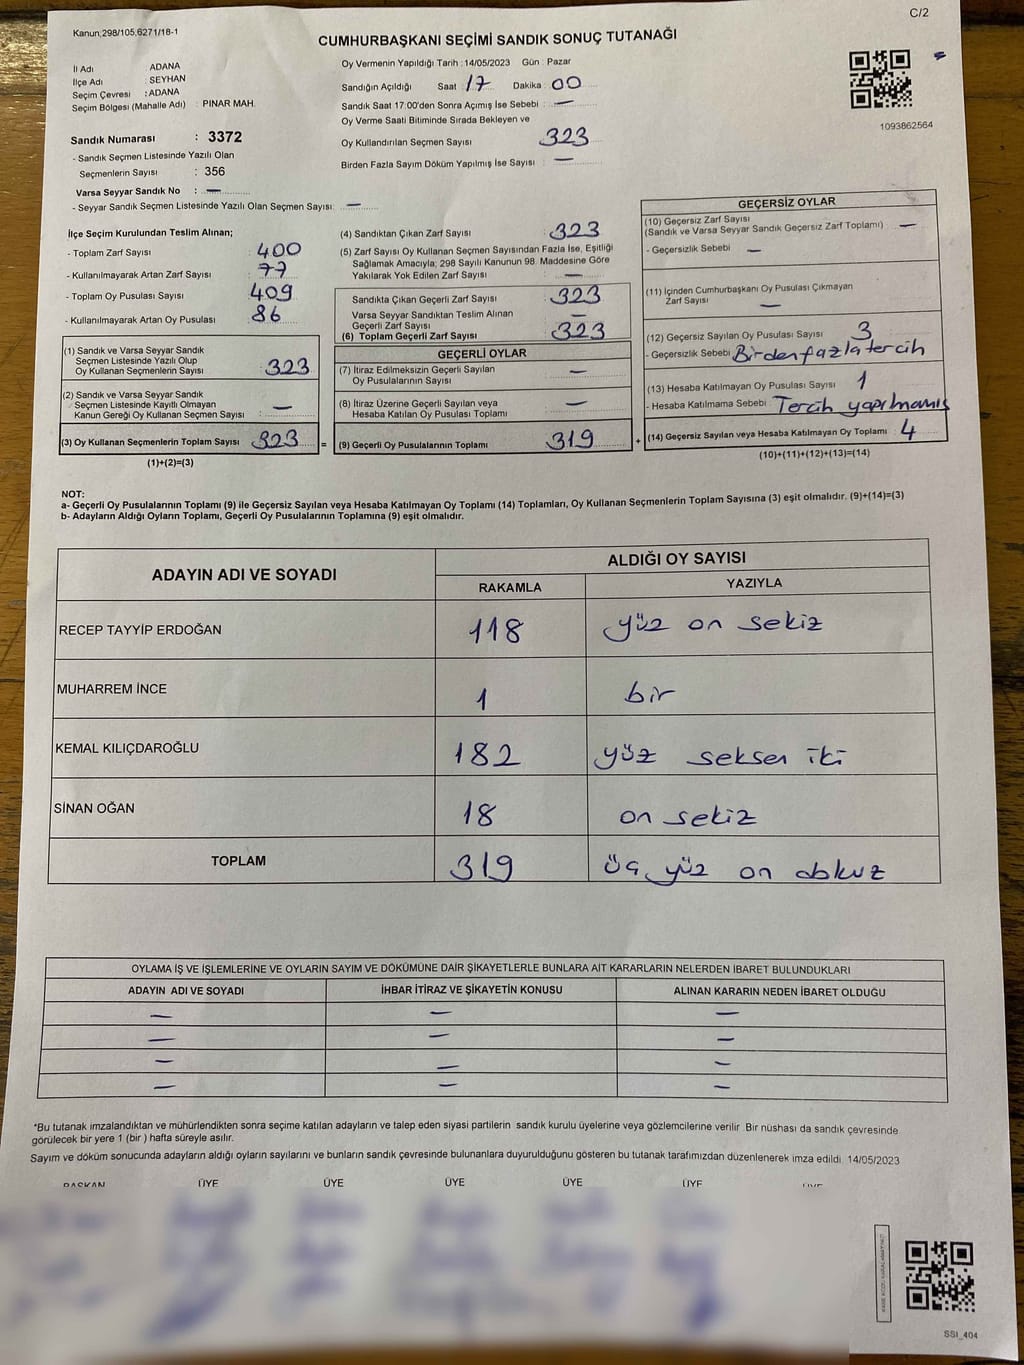 C/2
Kanun;298/105,6271/18-1
CUMHURBAŞKANI SEÇİMİ SANDIK SONUÇ TUTANAĞI
İl Adı ADANA
İlçe Adı : SEYHAN
Seçim Çevresi : ADANA
Seçim Bölgesi (Mahalle Adı) : PINAR MAH.
Sandık Numarası : 3372
- Sandık Seçmen Listesinde Yazılı Olan
Seçmenlerin Sayısı : 356
Varsa Seyyar Sandık No : —
- Seyyar Sandık Seçmen Listesinde Yazılı Olan Seçmen Sayısı: —
Oy Vermenin Yapıldığı Tarih :14/05/2023 Gün : Pazar
Sandığın Açıldığı Saat : 17 Dakika : 00
Sandık Saat 17:00'den Sonra Açımış İse Sebebi : —
Oy Verme Saati Bitiminde Sırada Bekleyen ve
Oy Kullandırılan Seçmen Sayısı : 323
Birden Fazla Sayım Döküm Yapılmış İse Sayısı : —
1093862564
İlçe Seçim Kurulundan Teslim Alınan;
- Toplam Zarf Sayısı : 400
- Kullanılmayarak Artan Zarf Sayısı : 77
- Toplam Oy Pusulası Sayısı : 409
- Kullanılmayarak Artan Oy Pusulası : 86
(1) Sandık ve Varsa Seyyar Sandık
Seçmen Listesinde Yazılı Olup
Oy Kullanan Seçmenlerin Sayısı : 323
(2) Sandık ve Varsa Seyyar Sandık
Seçmen Listesinde Kayıtlı Olmayan
Kanun Gereği Oy Kullanan Seçmen Sayısı : —
(3) Oy Kullanan Seçmenlerin Toplam Sayısı : 323 =
(1)+(2)=(3)
(4) Sandıktan Çıkan Zarf Sayısı : 323
(5) Zarf Sayısı Oy Kullanan Seçmen Sayısından Fazla İse, Eşitliği
Sağlamak Amacıyla; 298 Sayılı Kanunun 98. Maddesine Göre
Yakılarak Yok Edilen Zarf Sayısı : —
Sandıkta Çıkan Geçerli Zarf Sayısı : 323
Varsa Seyyar Sandıktan Teslim Alınan
Geçerli Zarf Sayısı : —
(6) Toplam Geçerli Zarf Sayısı : 323
GEÇERLİ OYLAR
(7) İtiraz Edilmeksizin Geçerli Sayılan
Oy Pusulalarının Sayısı : —
(8) İtiraz Üzerine Geçerli Sayılan veya
Hesaba Katılan Oy Pusulası Toplamı : —
(9) Geçerli Oy Pusulalarının Toplamı : 319 +
GEÇERSİZ OYLAR
(10) Geçersiz Zarf Sayısı
(Sandık ve Varsa Seyyar Sandık Geçersiz Zarf Toplamı) : —
- Geçersizlik Sebebi : —
(11) İçinden Cumhurbaşkanı Oy Pusulası Çıkmayan
Zarf Sayısı : —
(12) Geçersiz Sayılan Oy Pusulası Sayısı : 3
- Geçersizlik Sebebi : Birden fazla tercih
(13) Hesaba Katılmayan Oy Pusulası Sayısı : 1
- Hesaba Katılmama Sebebi : Tercih yapılmamış
(14) Geçersiz Sayılan veya Hesaba Katılmayan Oy Toplamı : 4
(10)+(11)+(12)+(13)=(14)
NOT:
a- Geçerli Oy Pusulalarının Toplamı (9) ile Geçersiz Sayılan veya Hesaba Katılmayan Oy Toplamı (14) Toplamları, Oy Kullanan Seçmenlerin Toplam Sayısına (3) eşit olmalıdır. (9)+(14)=(3)
b- Adayların Aldığı Oyların Toplamı, Geçerli Oy Pusulalarının Toplamına (9) eşit olmalıdır.
ADAYIN ADI VE SOYADI ALDIĞI OY SAYISI
RAKAMLA YAZIYLA
RECEP TAYYİP ERDOĞAN 118 yüz on sekiz
MUHARREM İNCE 1 bir
KEMAL KILIÇDAROĞLU 182 yüz seksen iki
SİNAN OĞAN 18 on sekiz
TOPLAM 319 üç yüz on dokuz
OYLAMA İŞ VE İŞLEMLERİNE VE OYLARIN SAYIM VE DÖKÜMÜNE DAİR ŞİKAYETLERLE BUNLARA AİT KARARLARIN NELERDEN İBARET BULUNDUKLARI
ADAYIN ADI VE SOYADI İHBAR İTİRAZ VE ŞİKAYETİN KONUSU ALINAN KARARIN NEDEN İBARET OLDUĞU
— — —
— — —
— — —
— — —
*Bu tutanak imzalandıktan ve mühürlendikten sonra seçime katılan adayların ve talep eden siyasi partilerin sandık kurulu üyelerine veya gözlemcilerine verilir. Bir nüshası da sandık çevresinde
görülecek bir yere 1 (bir ) hafta süreyle asılır.
Sayım ve döküm sonucunda adayların aldığı oyların sayılarını ve bunların sandık çevresinde bulunanlara duyurulduğunu gösteren bu tutanak tarafımızdan düzenlenerek imza edildi. 14/05/2023
BAŞKAN ÜYE ÜYE ÜYE ÜYE ÜYE ÜYE
SSI_404